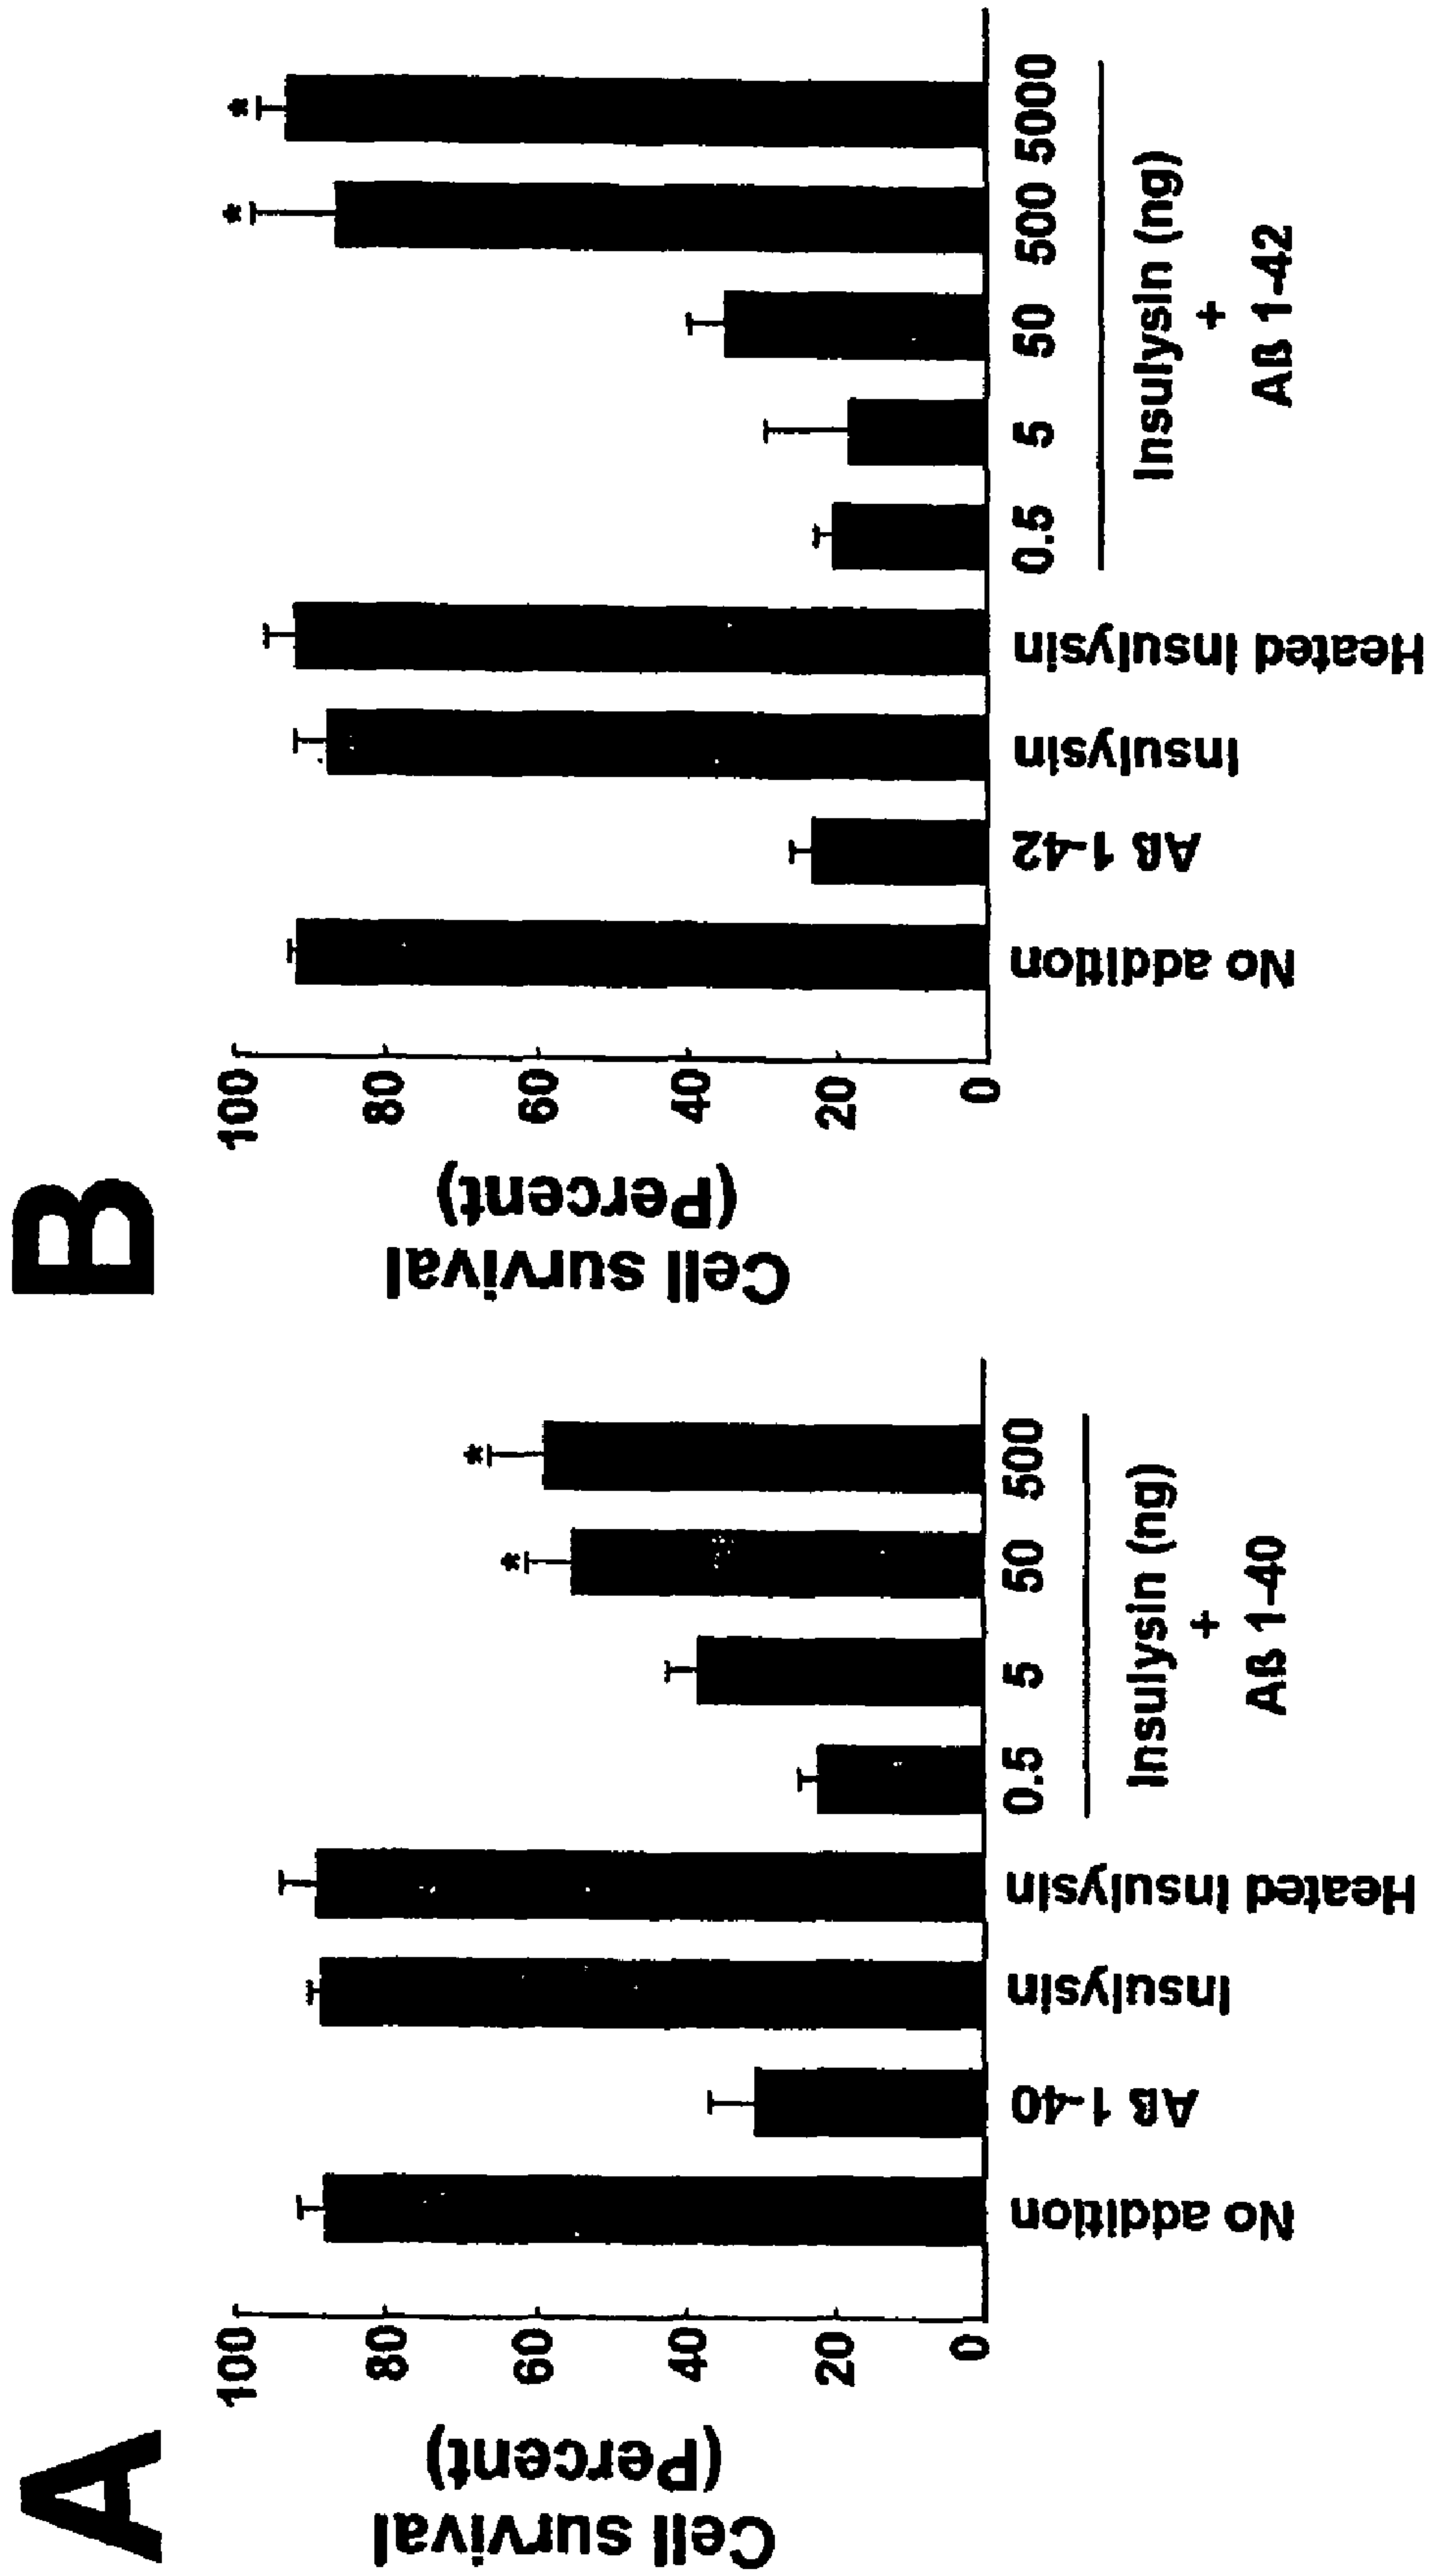 A
Cell survival
(Percent)
100
80
60
40
20
0
No addition
Aß 1-40
Insulysin
Heated insulysin
0.5 5 50 500
Insulysin (ng)
+
Aß 1-40
* *
B
Cell survival
(Percent)
100
80
60
40
20
0
No addition
Aß 1-42
Insulysin
Heated insulysin
0.5 5 50 500 5000
Insulysin (ng)
+
Aß 1-42
* *